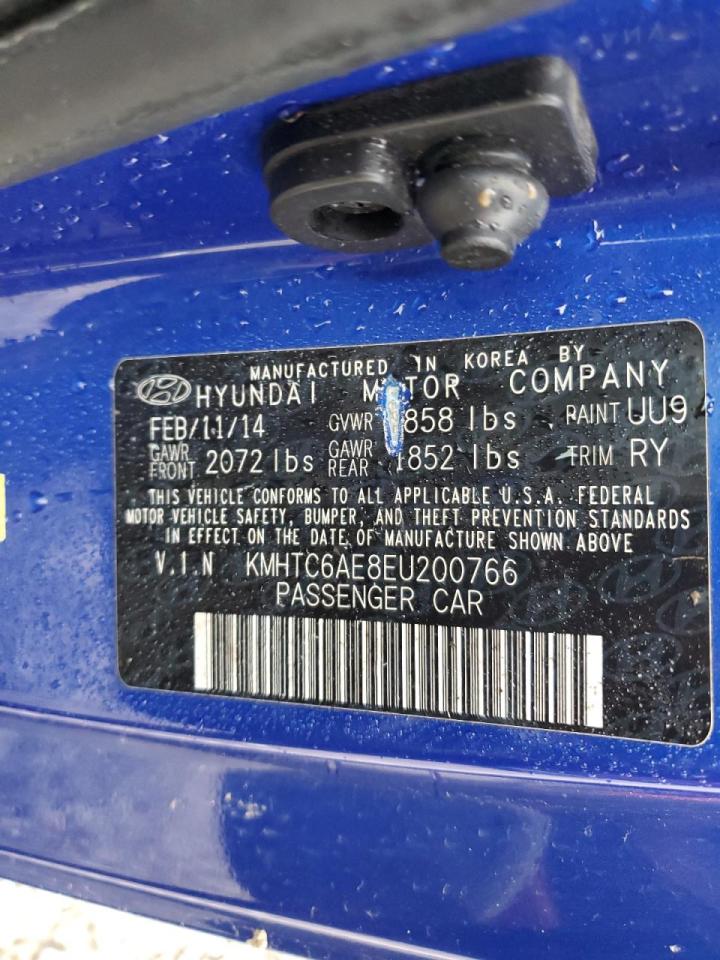 MANUFACTURED IN KOREA BY
HYUNDAI MOTOR COMPANY
FEB/11/14 GVWR 858 lbs PAINT UU9
GAWR FRONT 2072 lbs GAWR REAR 1852 lbs TRIM RY
THIS VEHICLE CONFORMS TO ALL APPLICABLE U.S.A. FEDERAL
MOTOR VEHICLE SAFETY, BUMPER, AND THEFT PREVENTION STANDARDS
IN EFFECT ON THE DATE OF MANUFACTURE SHOWN ABOVE
V.I.N KMHTC6AE8EU200766
PASSENGER CAR